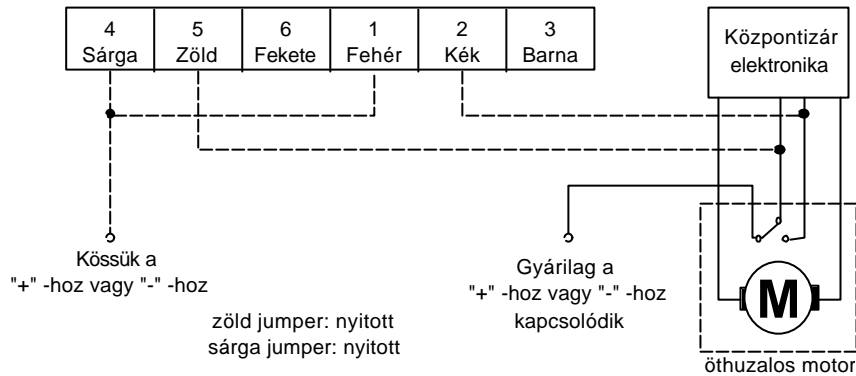 4 5 6 1 2 3
Sárga Zöld Fekete Fehér Kék Barna
Központizár
elektronika
Kössük a
"+" -hoz vagy "-" -hoz
Gyárilag a
"+" -hoz vagy "-" -hoz
kapcsolódik
zöld jumper: nyitott
sárga jumper: nyitott
M
öthuzalos motor